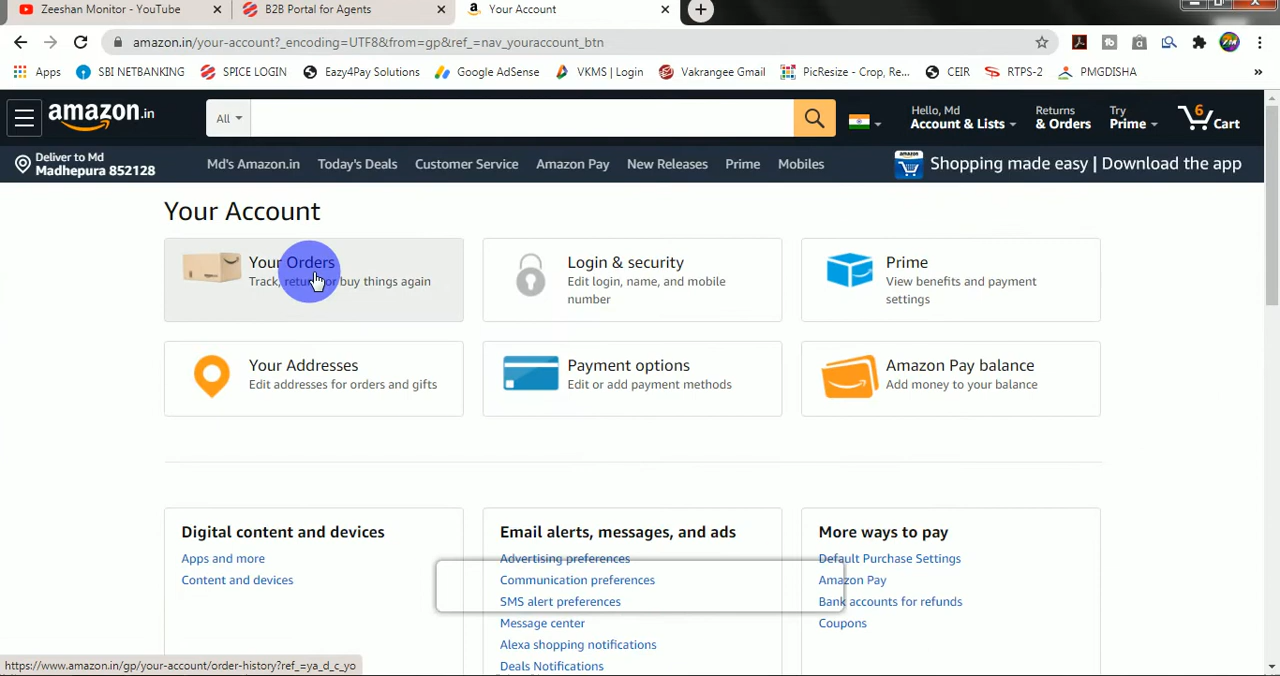 Zeeshan Monitor - YouTube
B2B Portal for Agents
Your Account
amazon.in/your-account?_encoding=UTF8&from=gp&ref_=nav_youraccount_btn
Apps
SBI NETBANKING
SPICE LOGIN
Eazy4Pay Solutions
Google AdSense
VKMS | Login
Vakrangee Gmail
PicResize - Crop, Re...
CEIR
RTPS-2
PMGDISHA
»
amazon.in
All
Hello, Md
Account & Lists
Returns
& Orders
Try
Prime
6
Cart
Deliver to Md
Madhepura 852128
Md's Amazon.in
Today's Deals
Customer Service
Amazon Pay
New Releases
Prime
Mobiles
Shopping made easy | Download the app
Your Account
Your Orders
Track, return, or buy things again
Login & security
Edit login, name, and mobile
number
Prime
View benefits and payment
settings
Your Addresses
Edit addresses for orders and gifts
Payment options
Edit or add payment methods
Amazon Pay balance
Add money to your balance
Digital content and devices
Apps and more
Content and devices
Email alerts, messages, and ads
Advertising preferences
Communication preferences
SMS alert preferences
Message center
Alexa shopping notifications
Deals Notifications
More ways to pay
Default Purchase Settings
Amazon Pay
Bank accounts for refunds
Coupons
https://www.amazon.in/gp/your-account/order-history?ref_=ya_d_c_yo